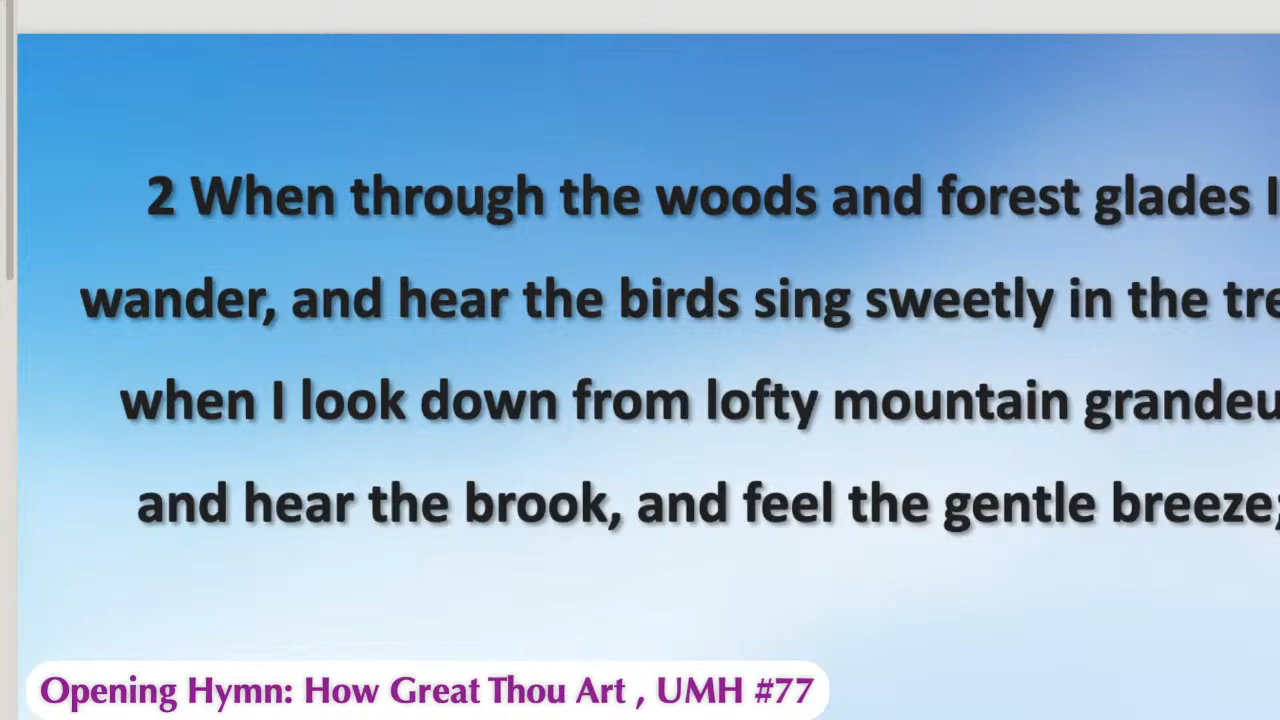 2 When through the woods and forest glades I
wander, and hear the birds sing sweetly in the tre
when I look down from lofty mountain grandeu
and hear the brook, and feel the gentle breeze;
Opening Hymn: How Great Thou Art , UMH #77